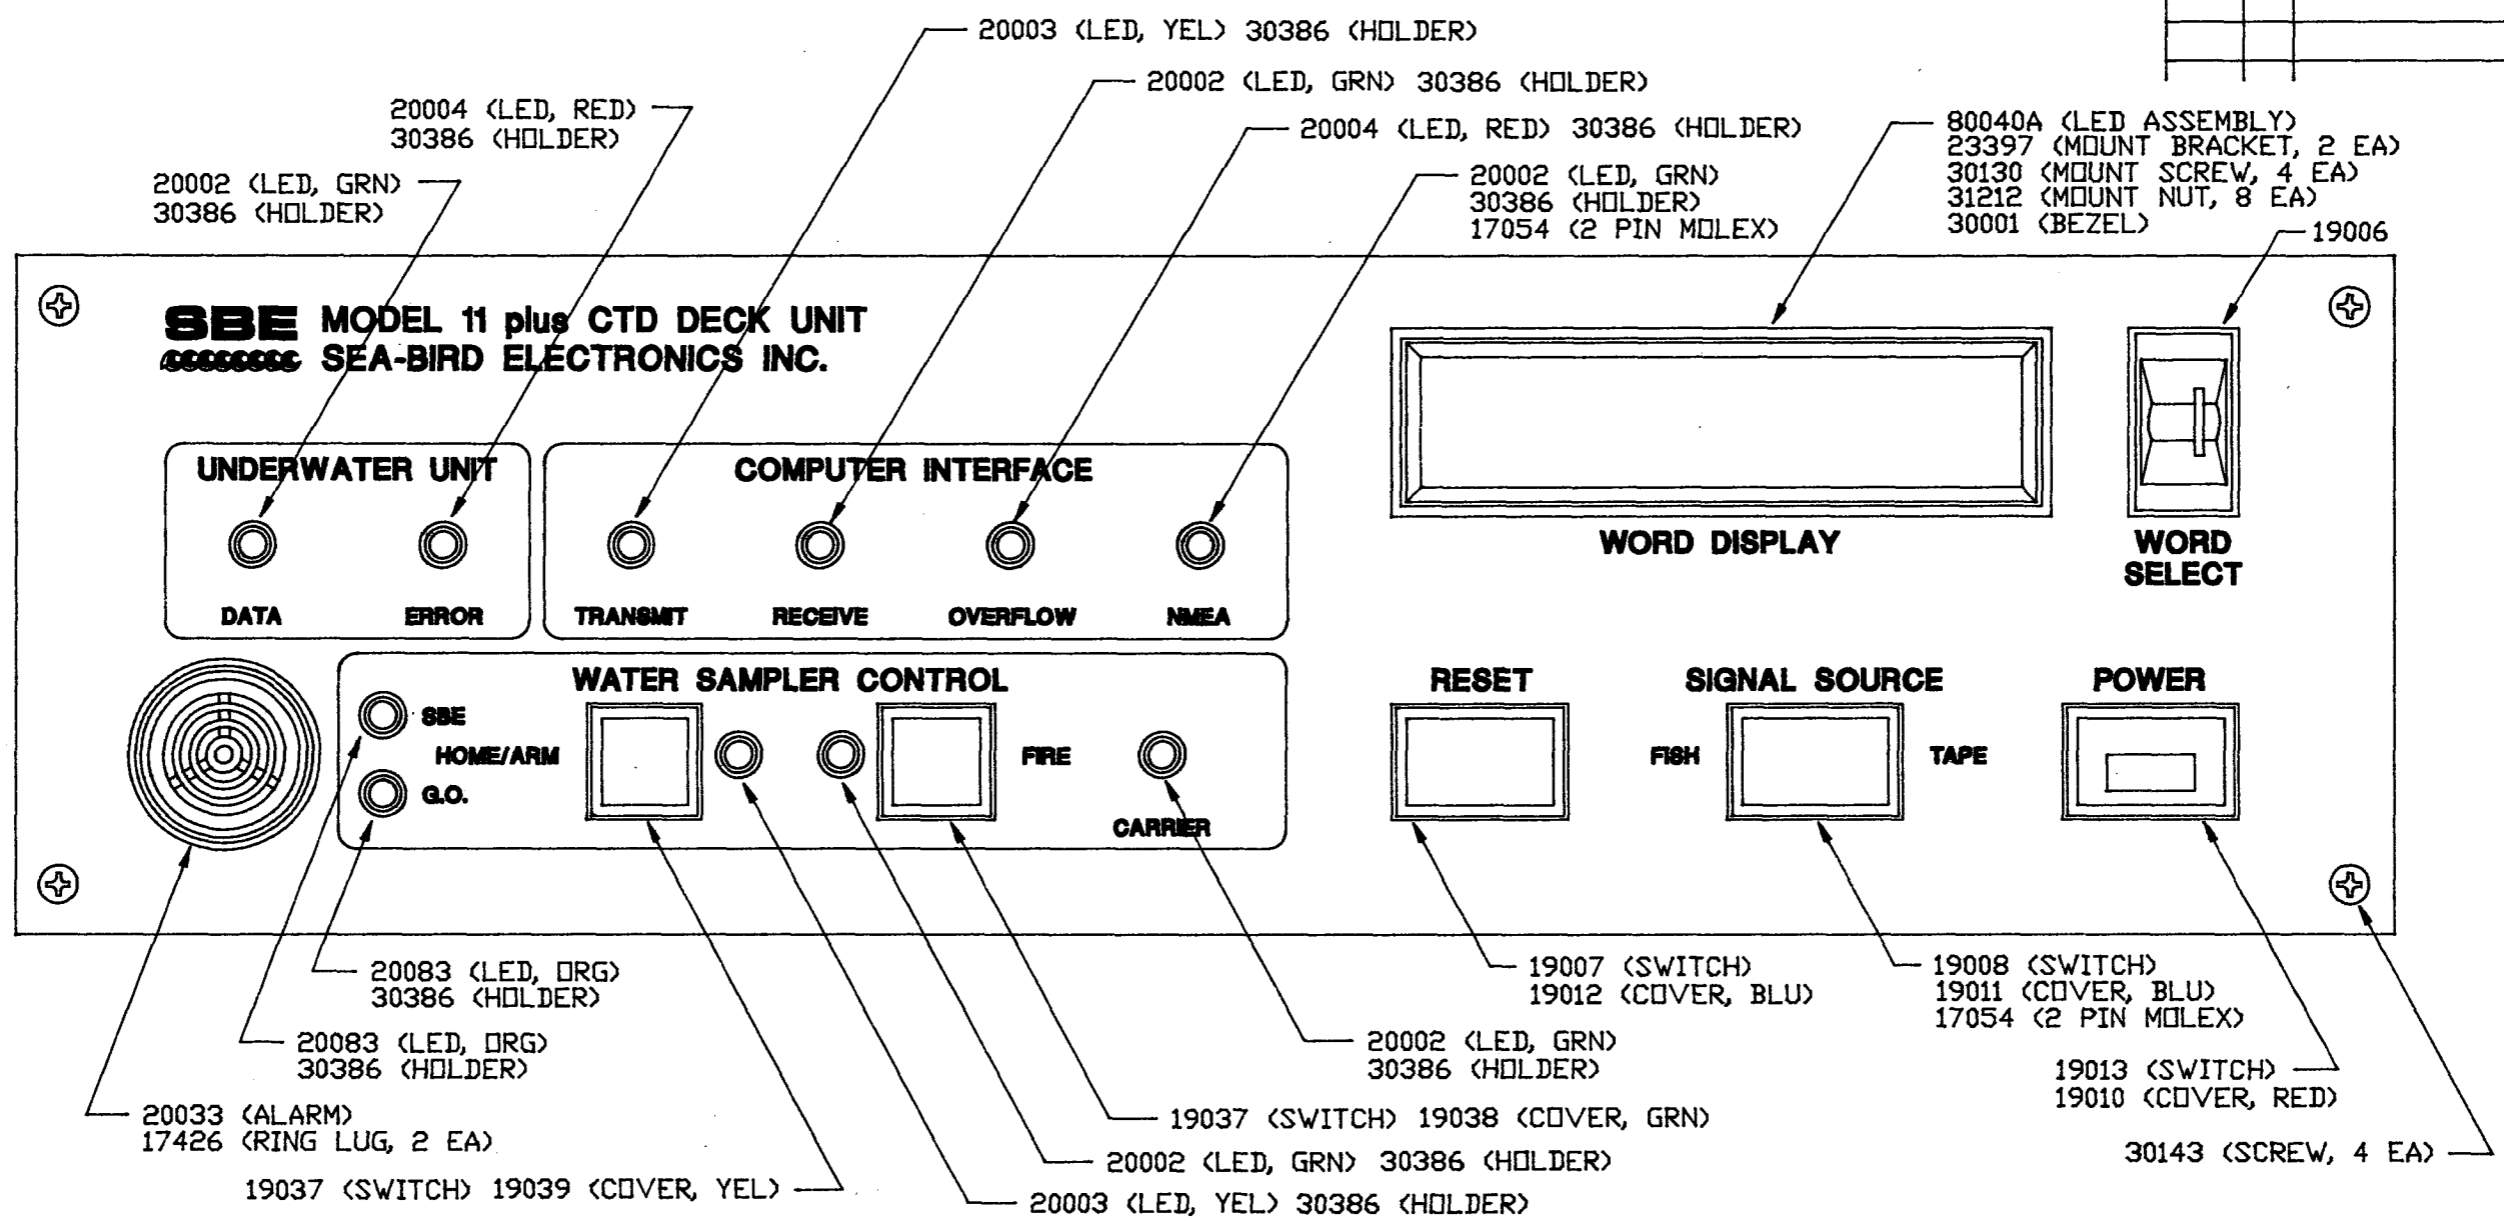 20003 (LED, YEL) 30386 (HOLDER)
20002 (LED, GRN) 30386 (HOLDER)
20004 (LED, RED)
30386 (HOLDER)
20004 (LED, RED) 30386 (HOLDER)
80040A (LED ASSEMBLY)
23397 (MOUNT BRACKET, 2 EA)
30130 (MOUNT SCREW, 4 EA)
31212 (MOUNT NUT, 8 EA)
30001 (BEZEL)
20002 (LED, GRN)
30386 (HOLDER)
20002 (LED, GRN)
30386 (HOLDER)
17054 (2 PIN MOLEX)
19006
SBE MODEL 11 plus CTD DECK UNIT
SEA-BIRD ELECTRONICS INC.
UNDERWATER UNIT
COMPUTER INTERFACE
WORD DISPLAY
WORD
SELECT
DATA
ERROR
TRANSMIT
RECEIVE
OVERFLOW
NMEA
WATER SAMPLER CONTROL
RESET
SIGNAL SOURCE
POWER
SBE
HOME/ARM
G.O.
FIRE
CARRIER
FISH
TAPE
20083 (LED, ORG)
30386 (HOLDER)
20083 (LED, ORG)
30386 (HOLDER)
20033 (ALARM)
17426 (RING LUG, 2 EA)
19037 (SWITCH) 19039 (COVER, YEL)
19007 (SWITCH)
19012 (COVER, BLU)
19008 (SWITCH)
19011 (COVER, BLU)
17054 (2 PIN MOLEX)
20002 (LED, GRN)
30386 (HOLDER)
19013 (SWITCH)
19010 (COVER, RED)
19037 (SWITCH) 19038 (COVER, GRN)
20002 (LED, GRN) 30386 (HOLDER)
20003 (LED, YEL) 30386 (HOLDER)
30143 (SCREW, 4 EA)